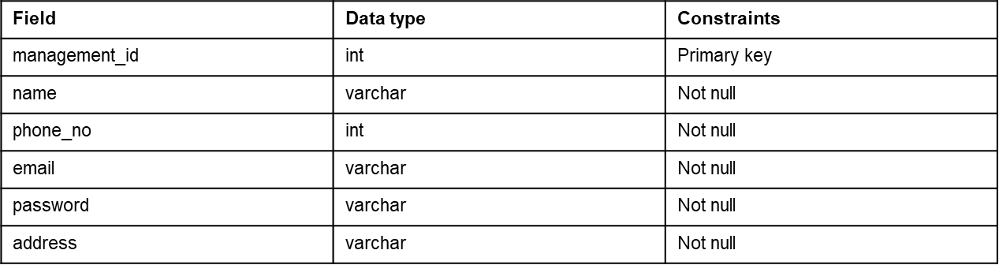 Field Data type Constraints
management_id int Primary key
name varchar Not null
phone_no int Not null
email varchar Not null
password varchar Not null
address varchar Not null